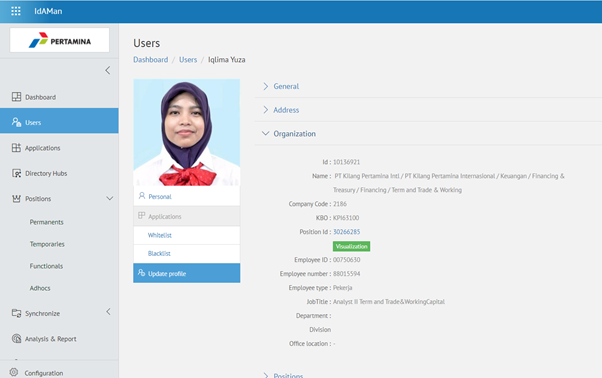 IdAMan
PERTAMINA
Dashboard
Users
Applications
Directory Hubs
Positions
Permanents
Temporaries
Functionals
Adhocs
Synchronize
Analysis & Report
Configuration
Users
Dashboard / Users / Iqlima Yuza
Personal
Applications
Whitelist
Blacklist
Update profile
General
Address
Organization
Id : 10136921
Name : PT Kilang Pertamina Inti / PT Kilang Pertamina Internasional / Keuangan / Financing &
Treasury / Financing / Term and Trade & Working
Company Code : 2186
KBO : KPI63100
Position Id : 30266285
Visualization
Employee ID : 00750630
Employee number : 88015594
Employee type : Pekerja
JobTitle : Analyst II Term and Trade&WorkingCapital
Department :
Division
Office location : -
Positions